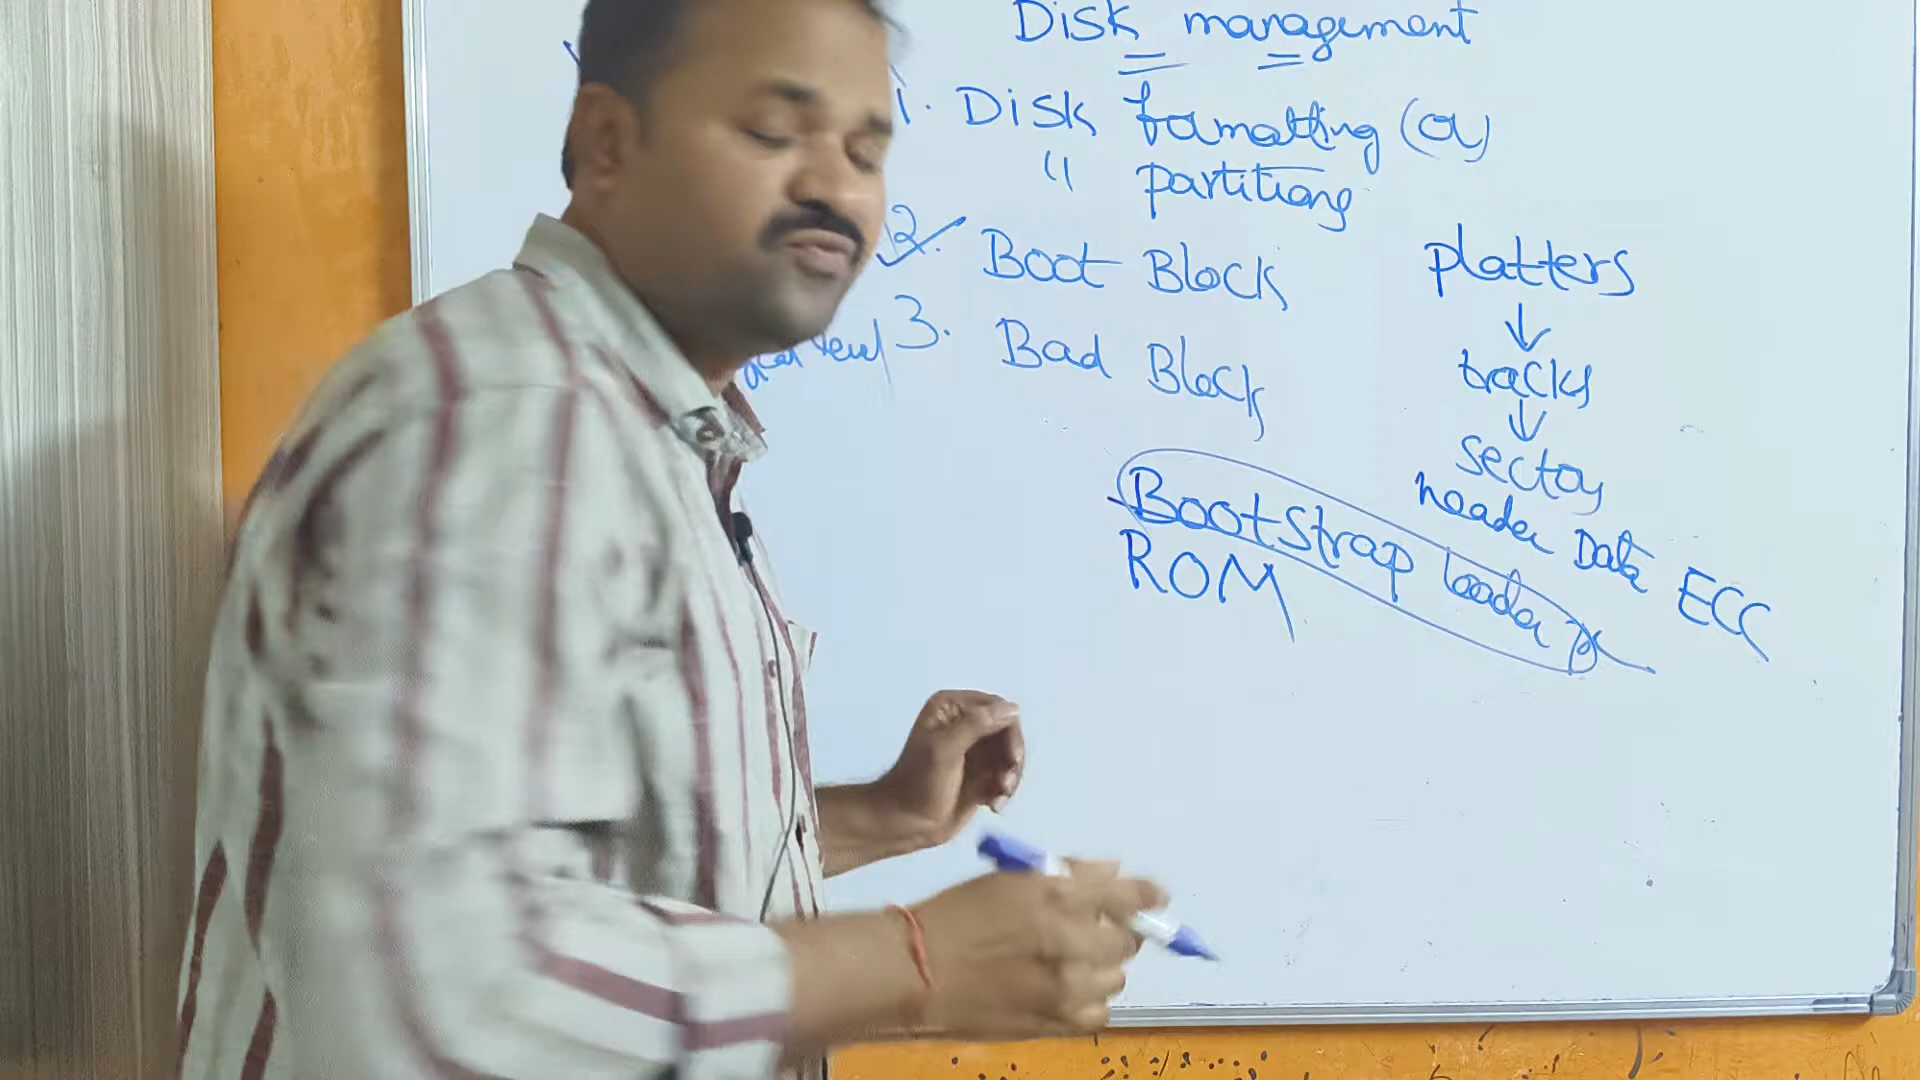 Disk management
1. Disk formatting (or)
" partitions
2. Boot Block
3. Bad Block
level
platters
↓
tracks
↓
sectors
header Data ECC
Bootstrap loader
ROM